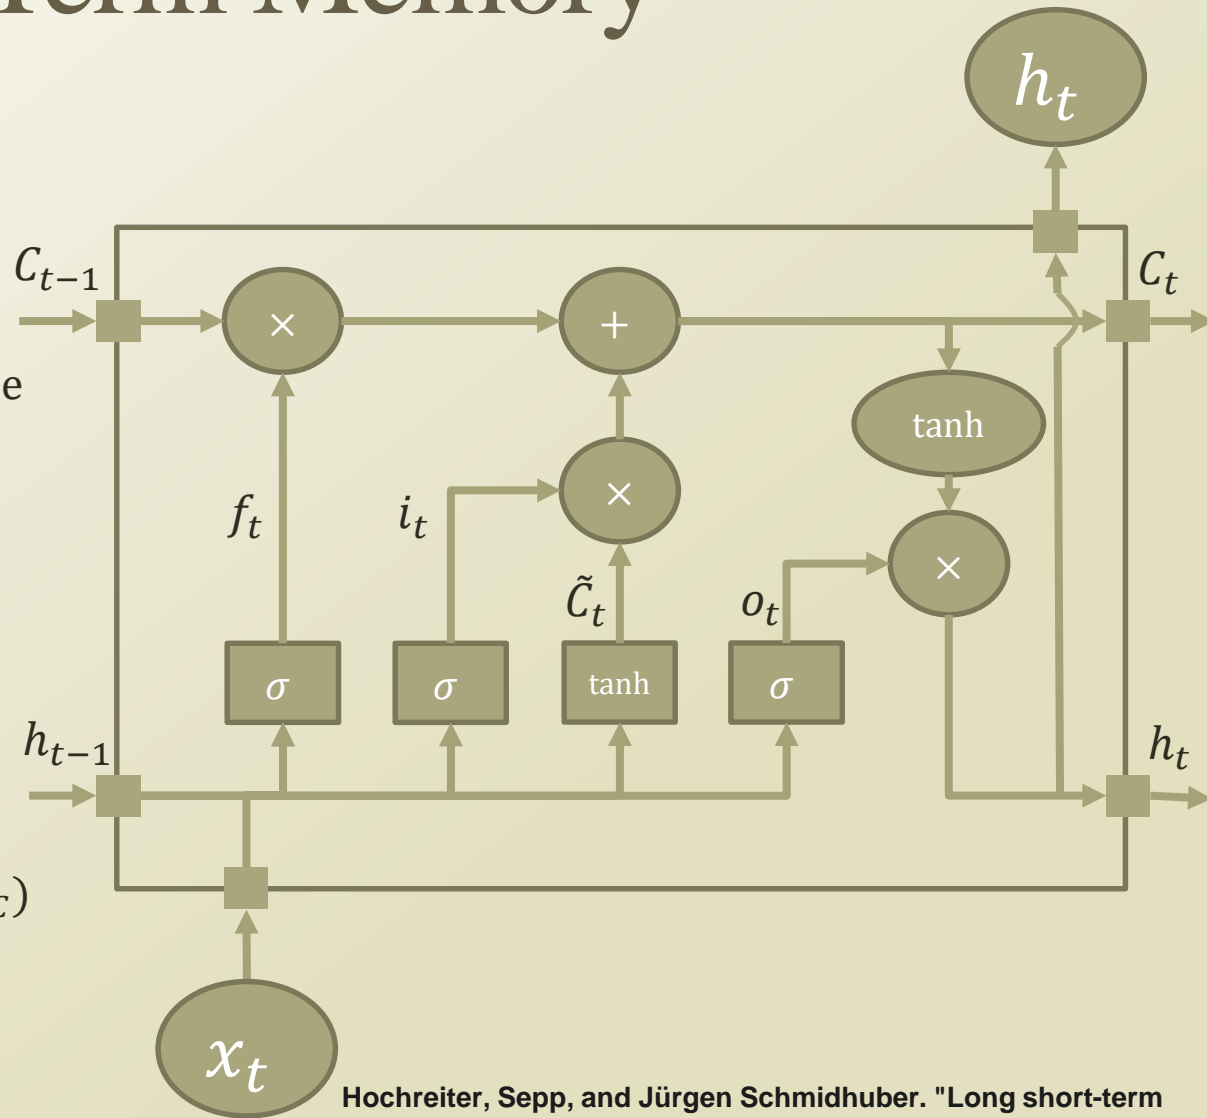 Term Memory
h_t
C_{t-1}
C_t
× +
e
tanh
f_t i_t ×
×
C̃_t o_t
σ σ tanh σ
h_{t-1}
h_t
c)
x_t
Hochreiter, Sepp, and Jürgen Schmidhuber. "Long short-term